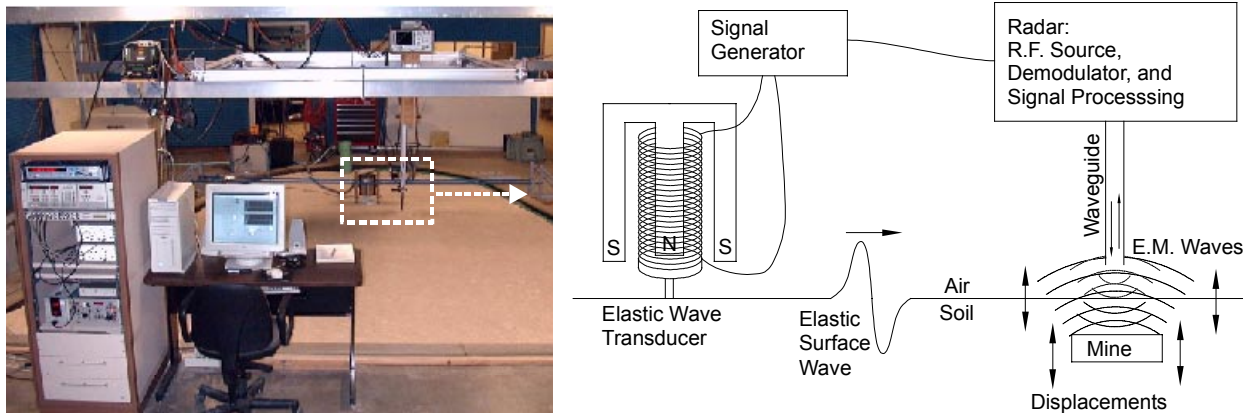 Signal
Generator
Radar:
R.F. Source,
Demodulator, and
Signal Processsing
Waveguide
S
N
S
E.M. Waves
Air
Soil
Elastic Wave
Transducer
Elastic
Surface
Wave
Mine
Displacements